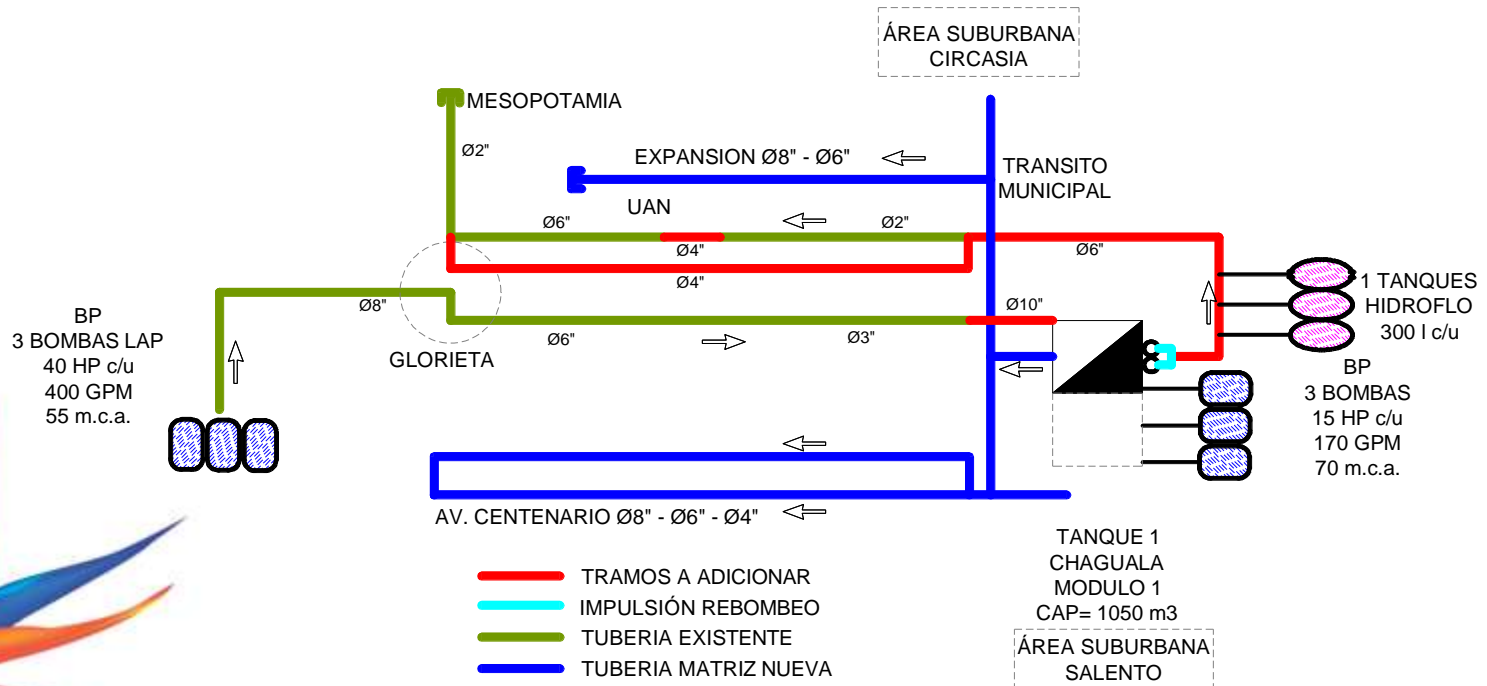 ÁREA SUBURBANA
CIRCASIA
MESOPOTAMIA
Ø2"
EXPANSION Ø8" - Ø6"
TRANSITO
MUNICIPAL
UAN
Ø6"
Ø4"
Ø2"
Ø6"
Ø4"
1 TANQUES
HIDROFLO
300 l c/u
Ø8"
Ø10"
Ø6"
Ø3"
GLORIETA
BP
3 BOMBAS LAP
40 HP c/u
400 GPM
55 m.c.a.
BP
3 BOMBAS
15 HP c/u
170 GPM
70 m.c.a.
AV. CENTENARIO Ø8" - Ø6" - Ø4"
TANQUE 1
CHAGUALA
MODULO 1
CAP= 1050 m3
TRAMOS A ADICIONAR
IMPULSIÓN REBOMBEO
TUBERIA EXISTENTE
TUBERIA MATRIZ NUEVA
ÁREA SUBURBANA
SALENTO